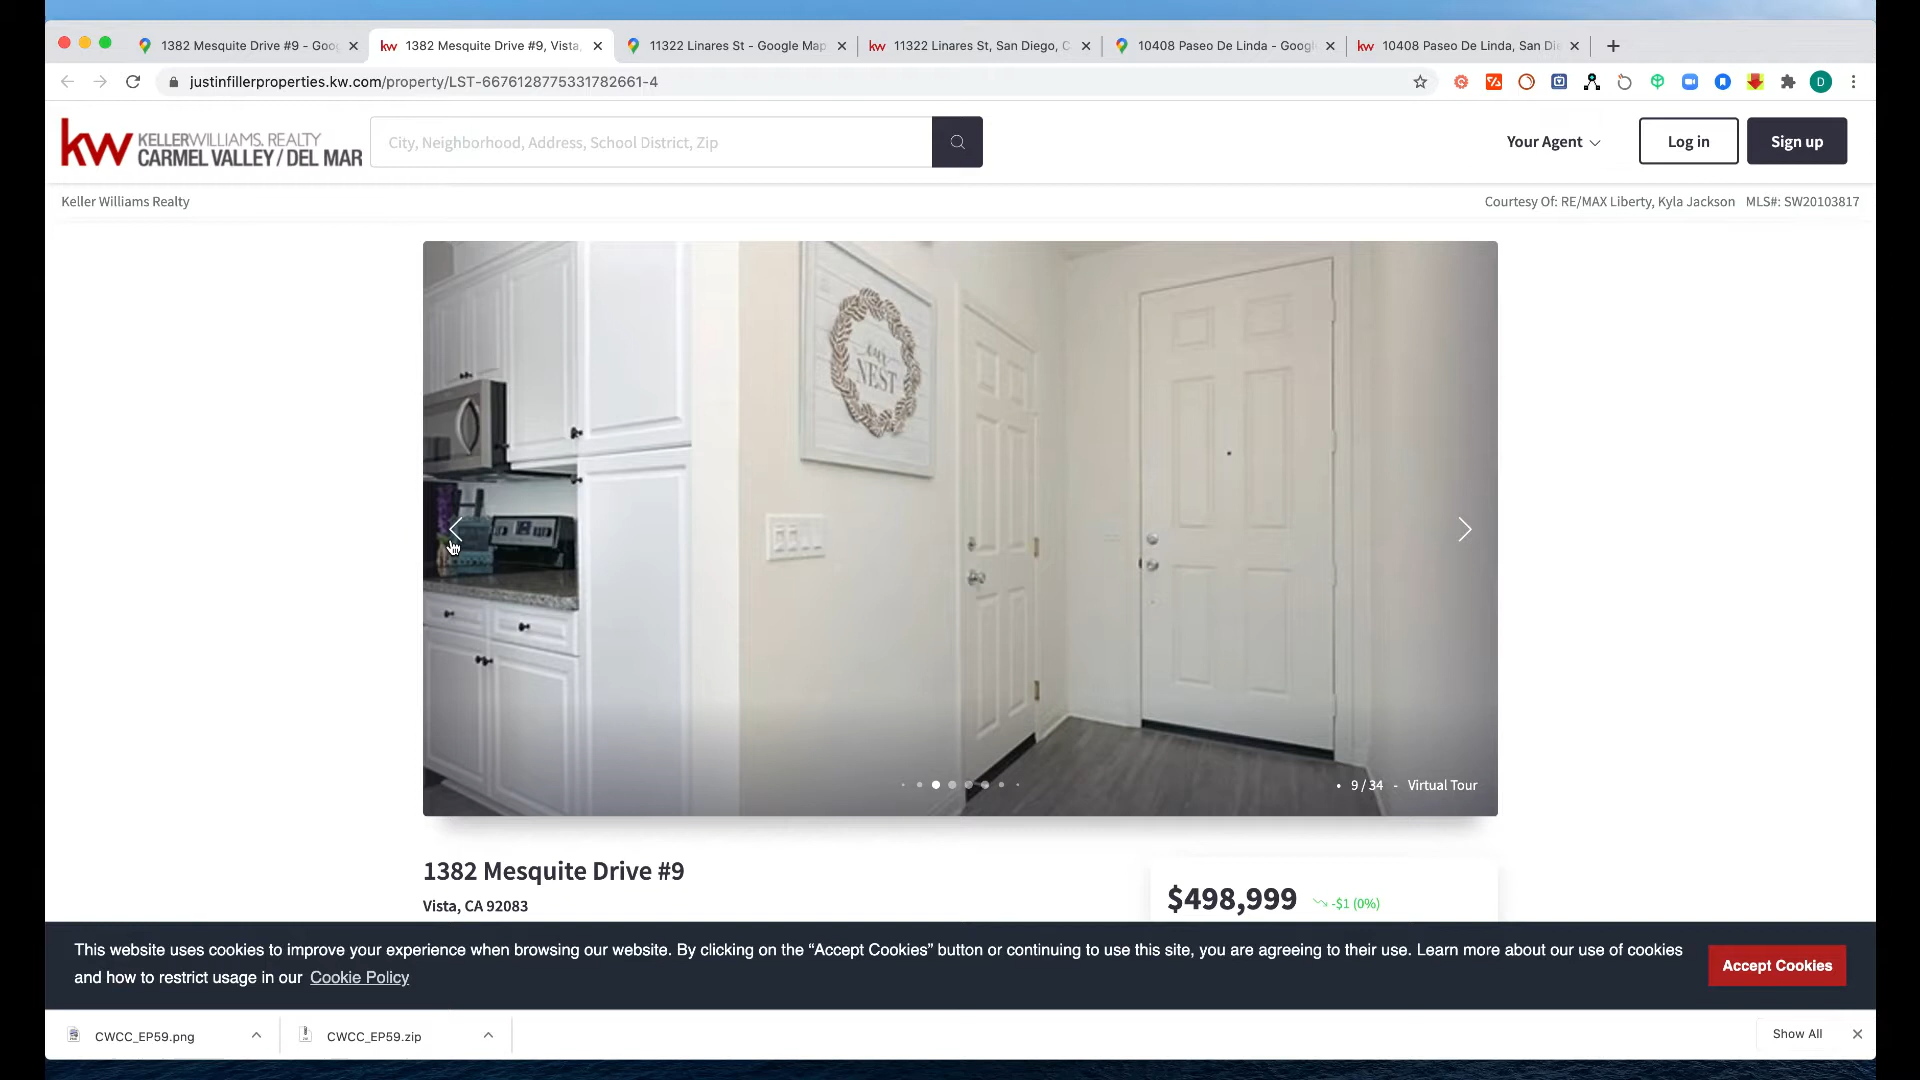 1382 Mesquite Drive #9 - Goog
1382 Mesquite Drive #9, Vista,
11322 Linares St - Google Map
11322 Linares St, San Diego, C
10408 Paseo De Linda - Googl
10408 Paseo De Linda, San Die
justinfillerproperties.kw.com/property/LST-6676128775331782661-4
D
kw KELLERWILLIAMS. REALTY
CARMEL VALLEY / DEL MAR
City, Neighborhood, Address, School District, Zip
Your Agent
Log in
Sign up
Keller Williams Realty
Courtesy Of: RE/MAX Liberty, Kyla Jackson MLS#: SW20103817
our
NEST
• 9 / 34 - Virtual Tour
1382 Mesquite Drive #9
Vista, CA 92083
$498,999 -$1 (0%)
This website uses cookies to improve your experience when browsing our website. By clicking on the “Accept Cookies” button or continuing to use this site, you are agreeing to their use. Learn more about our use of cookies
and how to restrict usage in our Cookie Policy
Accept Cookies
CWCC_EP59.png
CWCC_EP59.zip
Show All